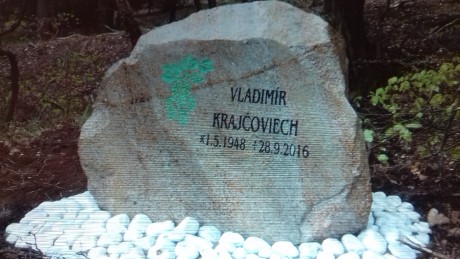 VLADIMÍR
KRAJČOVIECH
*1.5.1948 †28.9.2016